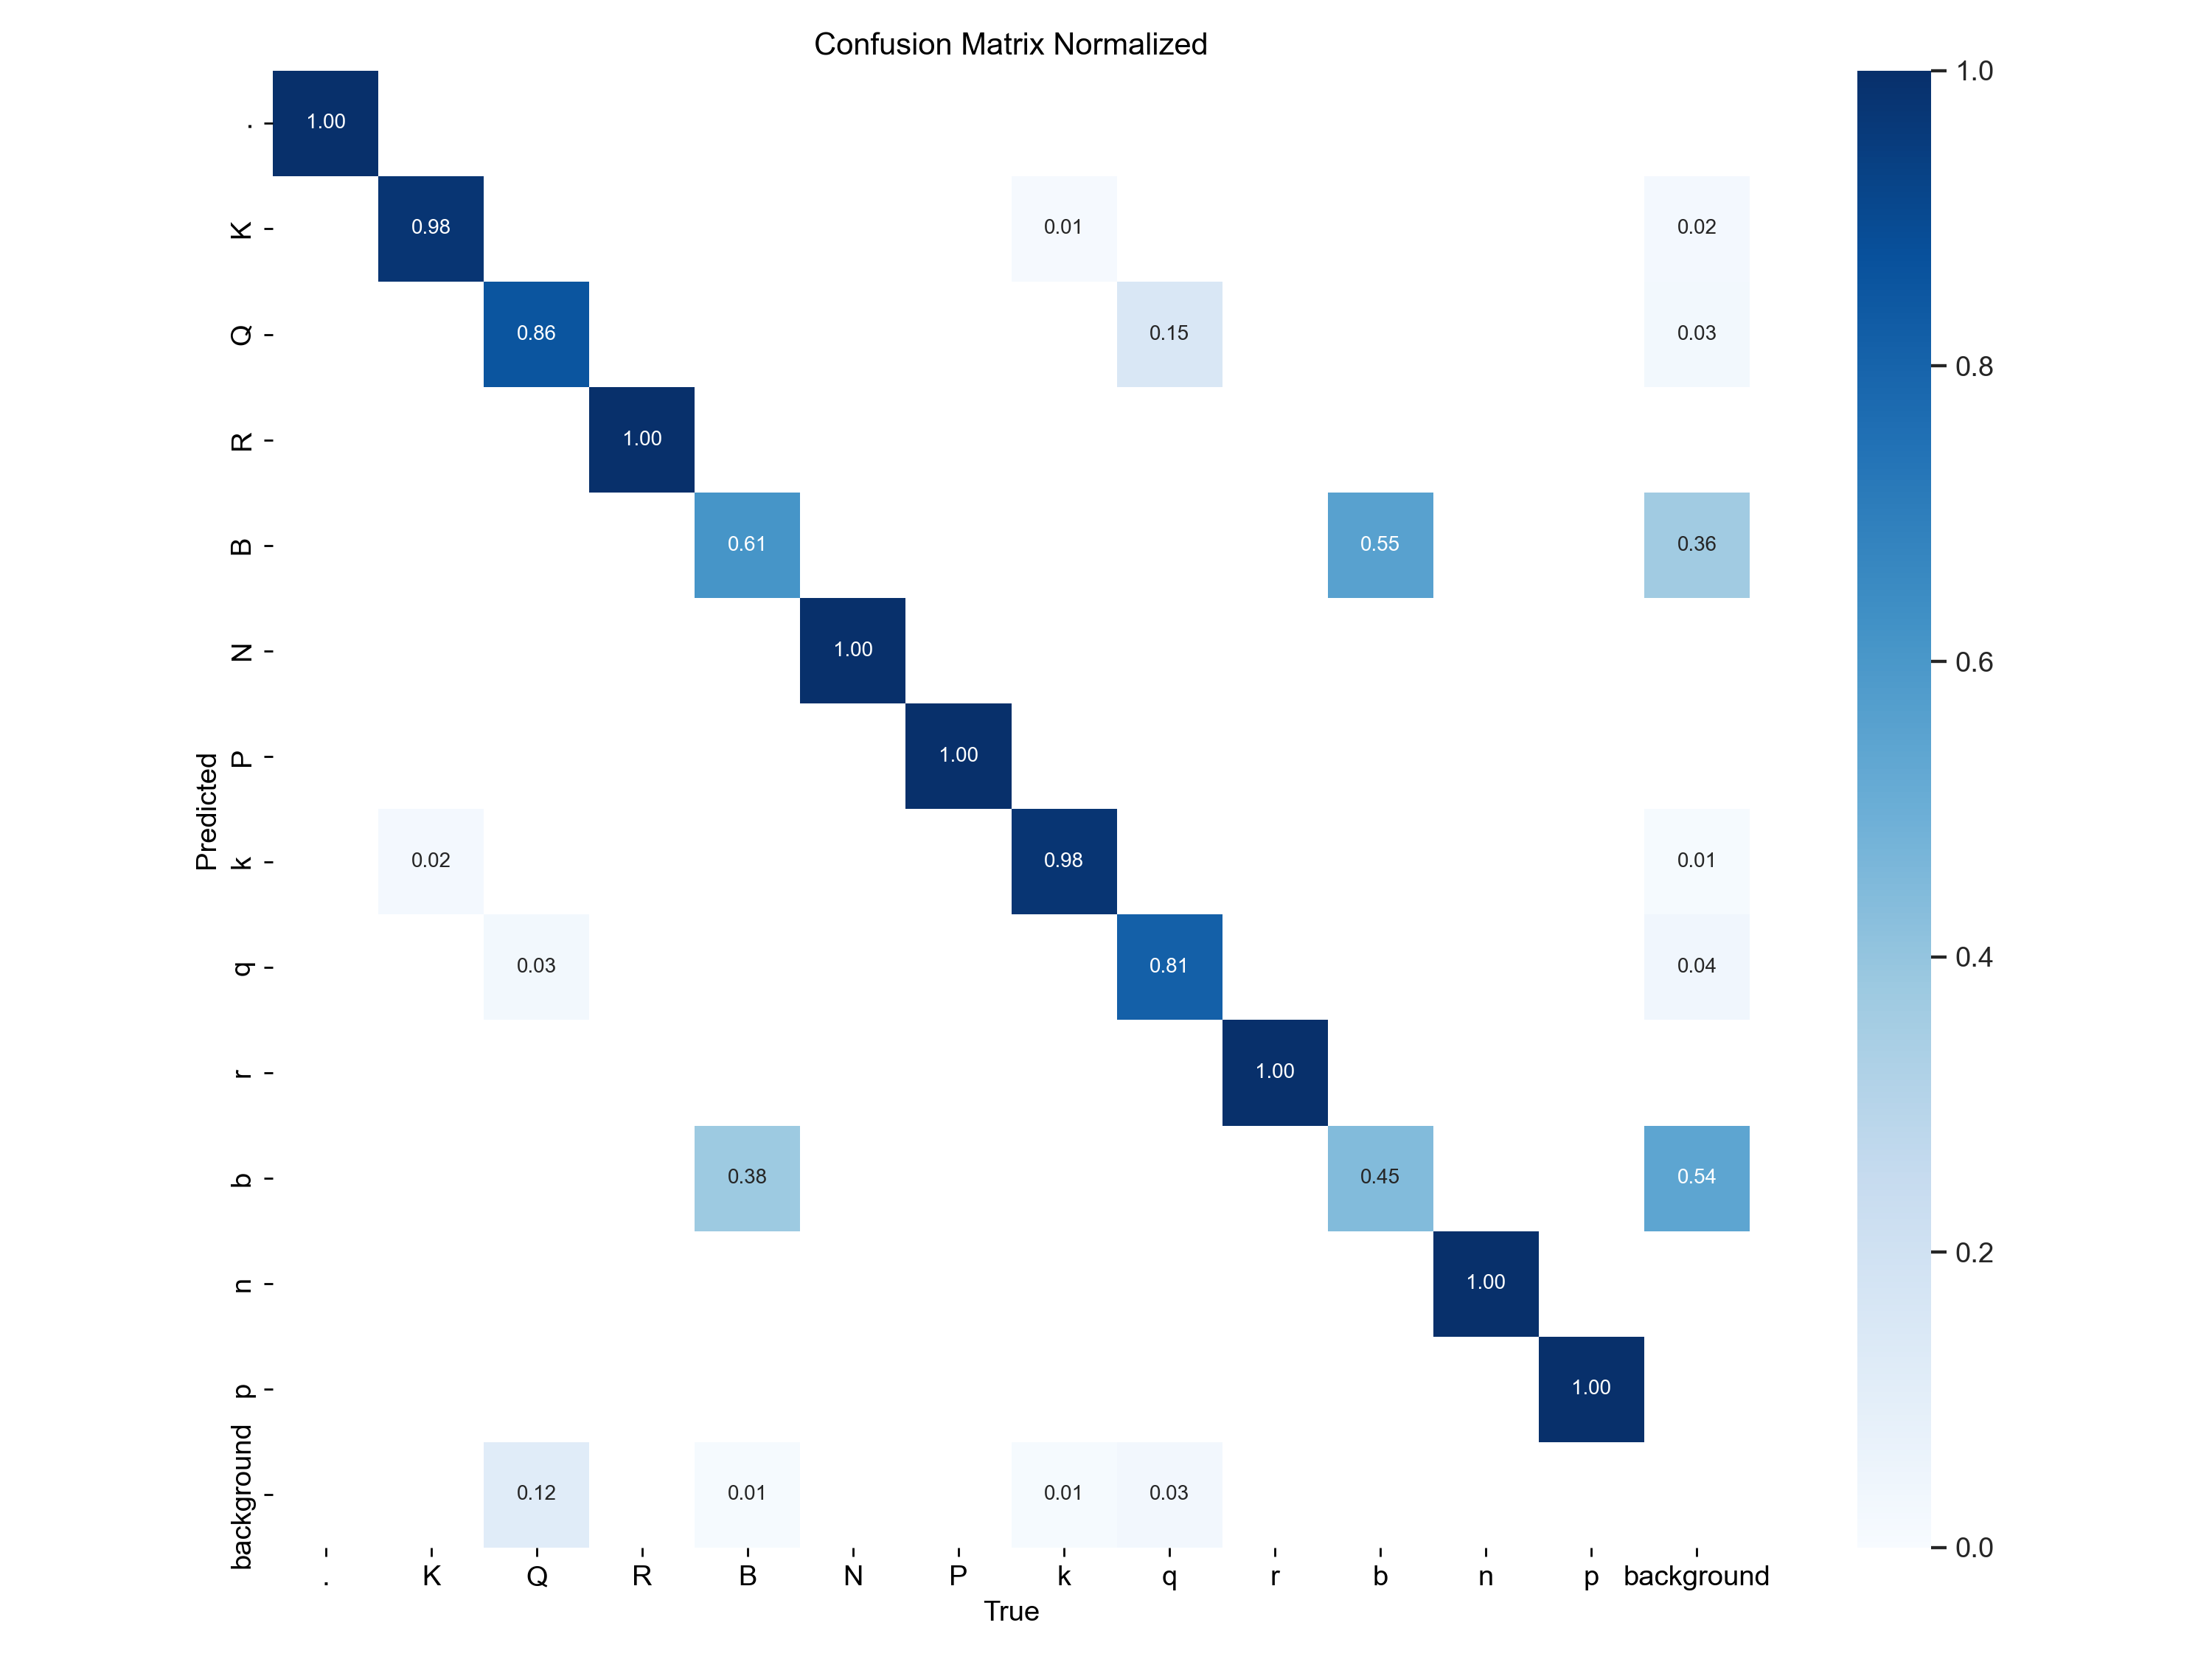 Confusion Matrix Normalized
. 1.00 1.0
K 0.98 0.01 0.02
Q 0.86 0.15 0.03 0.8
R 1.00
B 0.61 0.55 0.36
N 1.00 0.6
P 1.00
Predicted
k 0.02 0.98 0.01
q 0.03 0.81 0.04 0.4
r 1.00
b 0.38 0.45 0.54
n 1.00 0.2
p 1.00
background 0.12 0.01 0.01 0.03 0.0
. K Q R B N P k q r b n p background
True